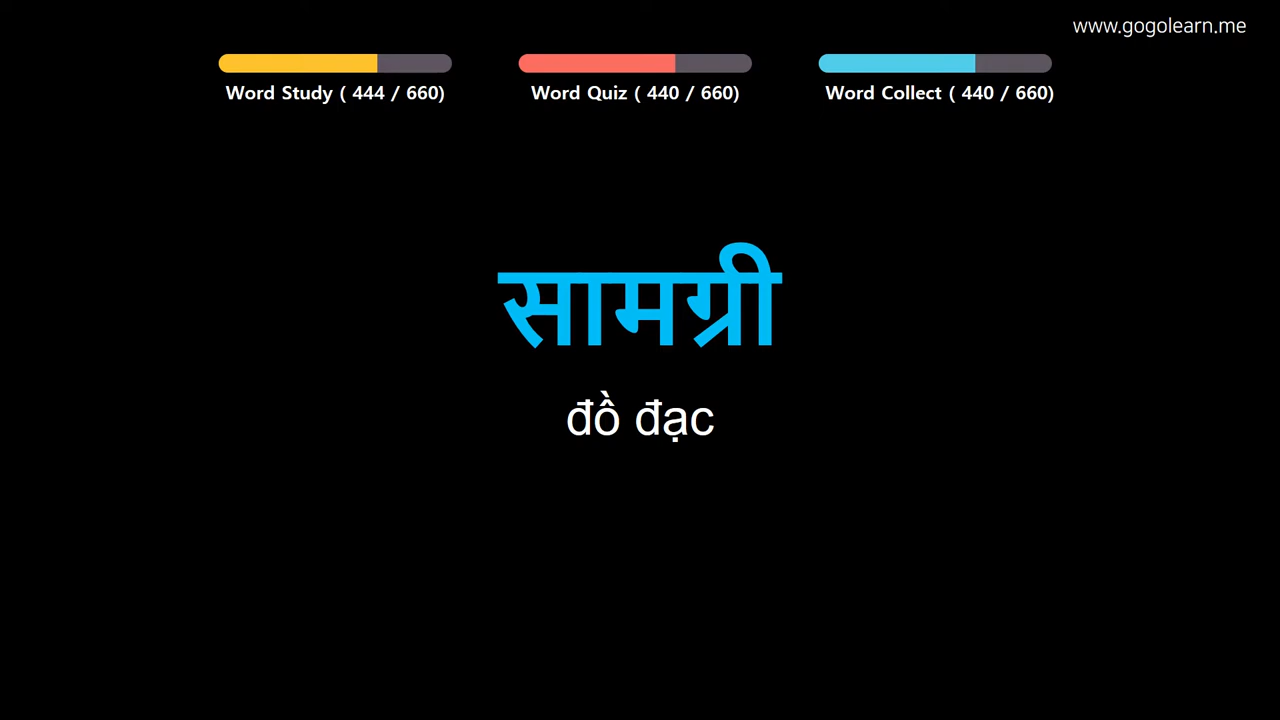 www.gogolearn.me
Word Study ( 444 / 660)
Word Quiz ( 440 / 660)
Word Collect ( 440 / 660)
सामग्री
đồ đạc